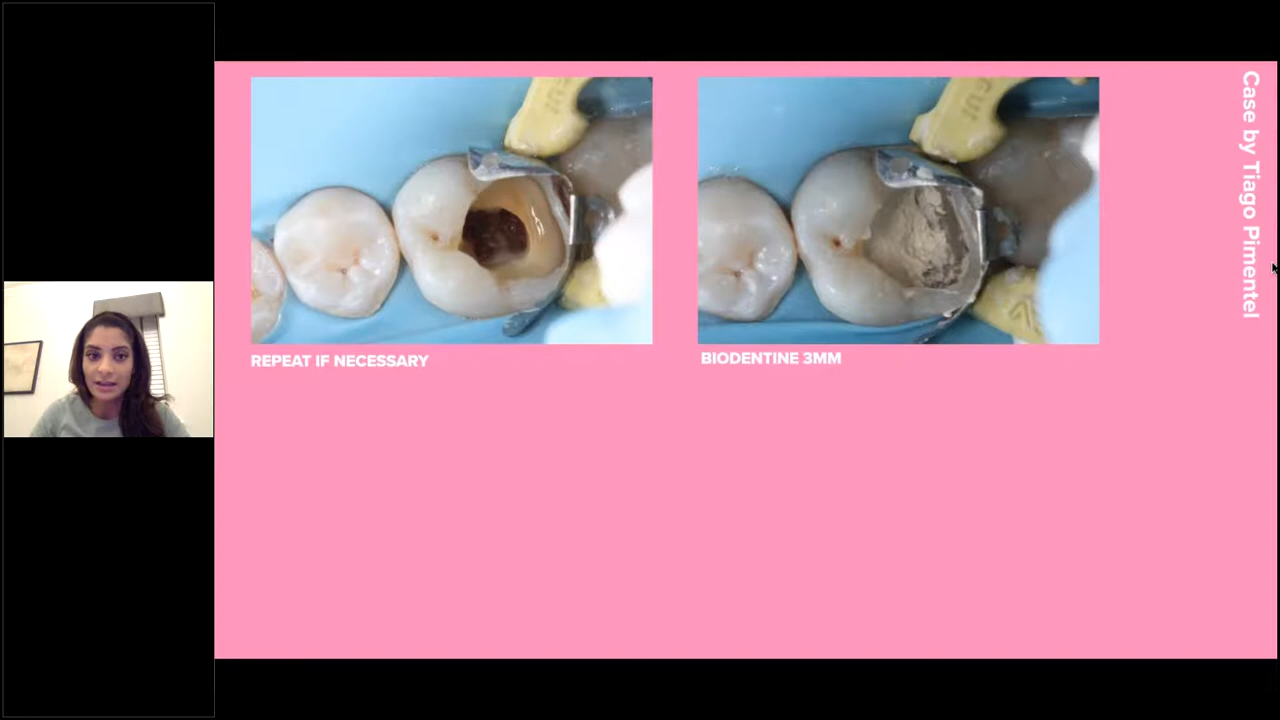 REPEAT IF NECESSARY
BIODENTINE 3MM
Case by Tiago Pimentel